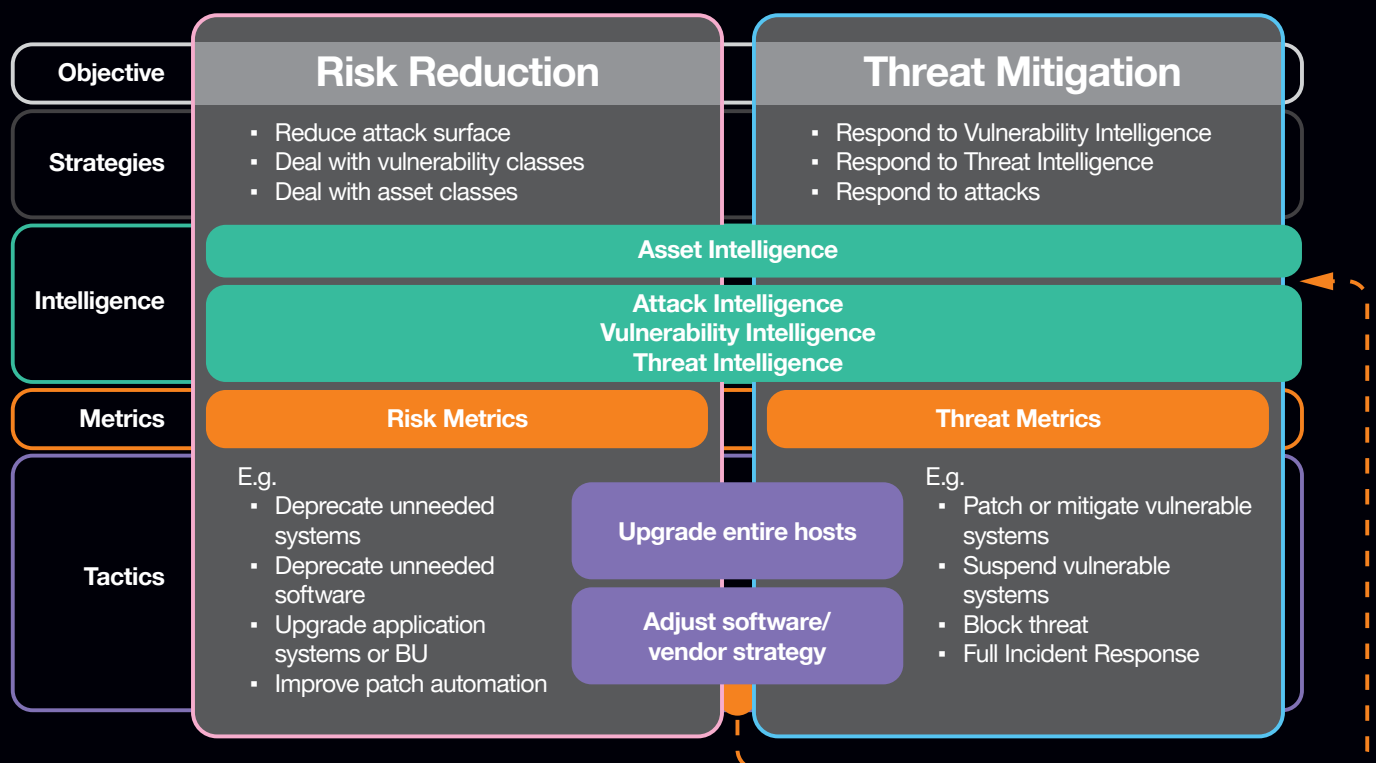 Objective
Risk Reduction
Threat Mitigation
Strategies
▪ Reduce attack surface
▪ Deal with vulnerability classes
▪ Deal with asset classes
▪ Respond to Vulnerability Intelligence
▪ Respond to Threat Intelligence
▪ Respond to attacks
Intelligence
Asset Intelligence
Attack Intelligence
Vulnerability Intelligence
Threat Intelligence
Metrics
Risk Metrics
Threat Metrics
Tactics
E.g.
▪ Deprecate unneeded
systems
▪ Deprecate unneeded
software
▪ Upgrade application
systems or BU
▪ Improve patch automation
Upgrade entire hosts
Adjust software/
vendor strategy
E.g.
▪ Patch or mitigate vulnerable
systems
▪ Suspend vulnerable
systems
▪ Block threat
▪ Full Incident Response